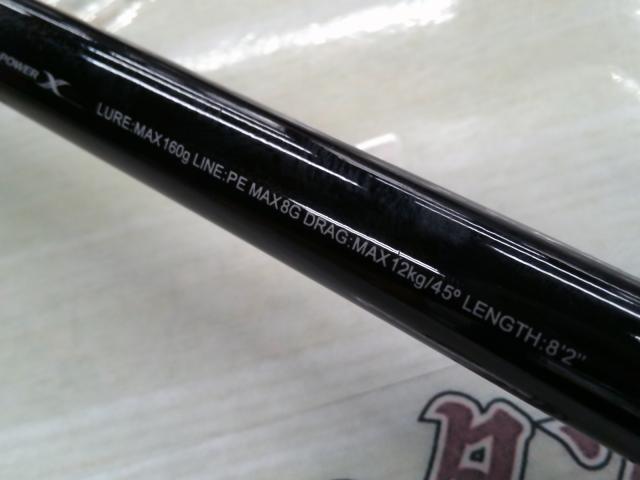 POWER X
LURE:MAX160g LINE:PE MAX8G DRAG:MAX12kg/45° LENGTH:8'2"